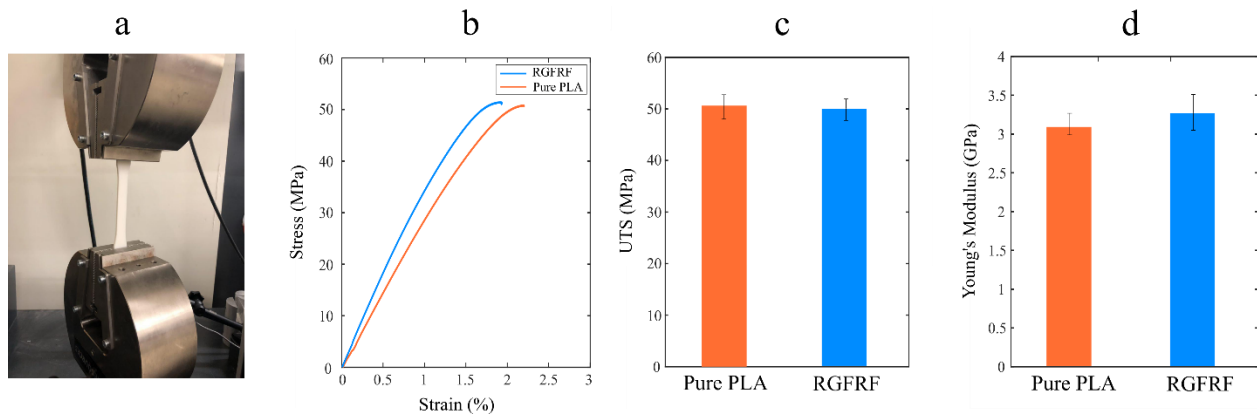 a
b
c
d
60
50
40
30
20
10
0
0
0.5
1
1.5
2
2.5
3
Stress (MPa)
Strain (%)
RGFRF
Pure PLA
60
50
40
30
20
10
0
UTS (MPa)
Pure PLA
RGFRF
4
3.5
3
2.5
2
1.5
1
0.5
0
Young's Modulus (GPa)
Pure PLA
RGFRF